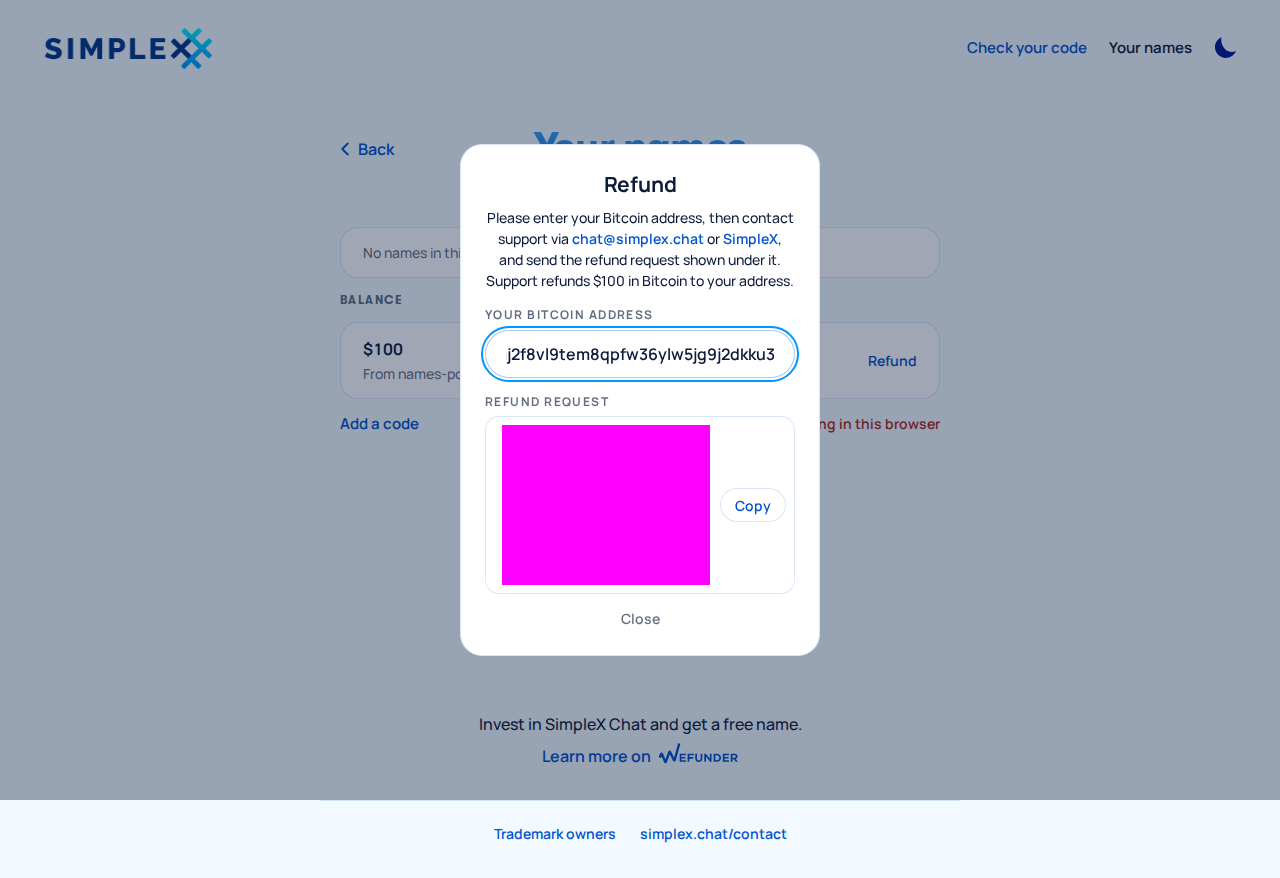 SIMPLEX
Check your code
Your names
Back
Your names
No names in thi
BALANCE
$100
From names-po
Refund
Add a code
ng in this browser
Refund
Please enter your Bitcoin address, then contact
support via chat@simplex.chat or SimpleX,
and send the refund request shown under it.
Support refunds $100 in Bitcoin to your address.
YOUR BITCOIN ADDRESS
j2f8vl9tem8qpfw36ylw5jg9j2dkku3
REFUND REQUEST
Copy
Close
Invest in SimpleX Chat and get a free name.
Learn more on WEFUNDER
Trademark owners
simplex.chat/contact